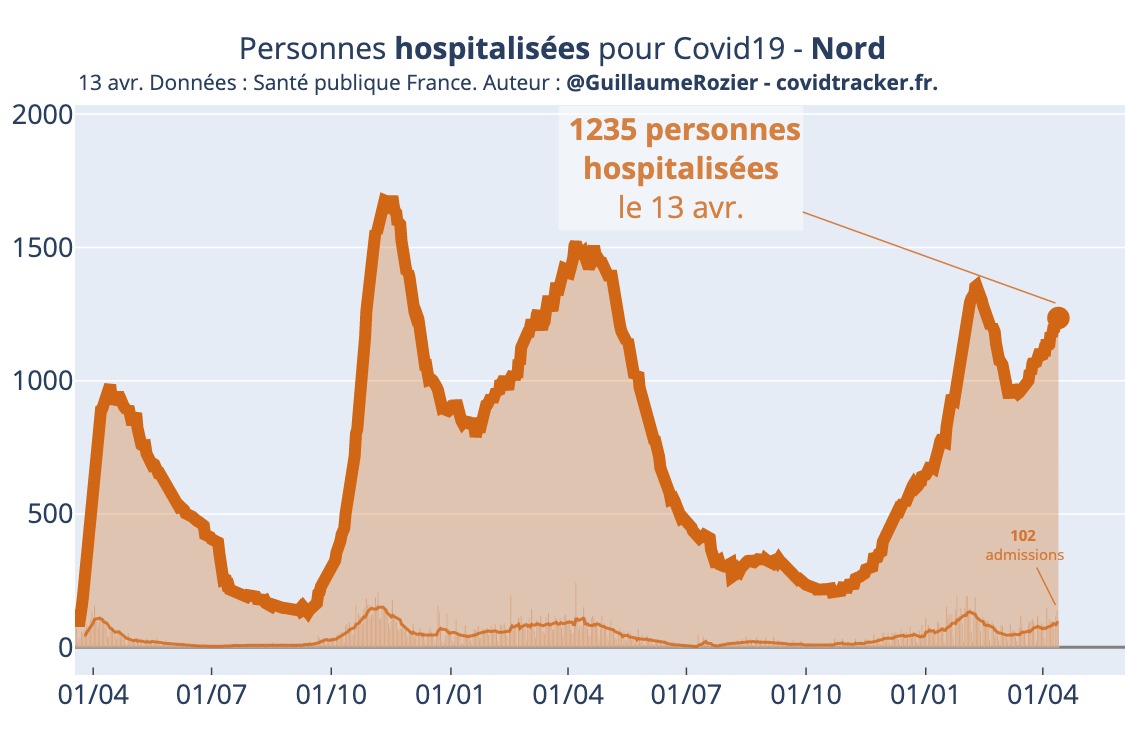 Personnes hospitalisées pour Covid19 - Nord
13 avr. Données : Santé publique France. Auteur : @GuillaumeRozier - covidtracker.fr.
2000
1235 personnes
hospitalisées
le 13 avr.
1500
1000
500
102
admissions
0
01/04 01/07 01/10 01/01 01/04 01/07 01/10 01/01 01/04